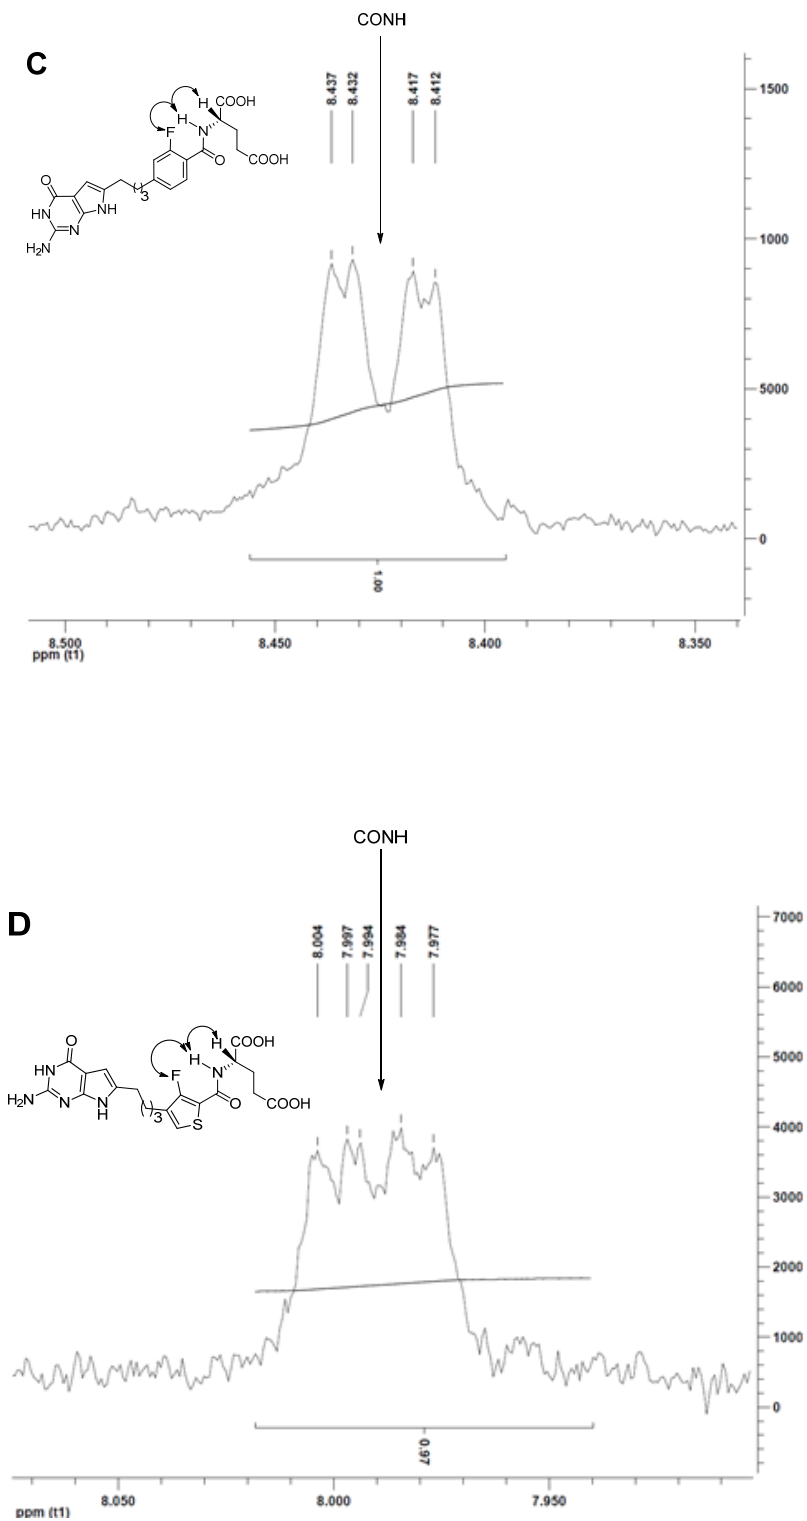 CONH
C
8.437
8.432
8.417
8.412
1500
1000
5000
0
H
COOH
H
F
N
O
COOH
O
HN
H2N
N
N
H
3
1.00
8.500
8.450
8.400
8.350
ppm (t1)
CONH
D
8.004
7.997
7.994
7.984
7.977
7000
6000
5000
4000
3000
2000
1000
0
H
COOH
H
F
N
O
COOH
O
HN
H2N
N
N
H
3
S
0.97
8.050
8.000
7.950
ppm (t1)